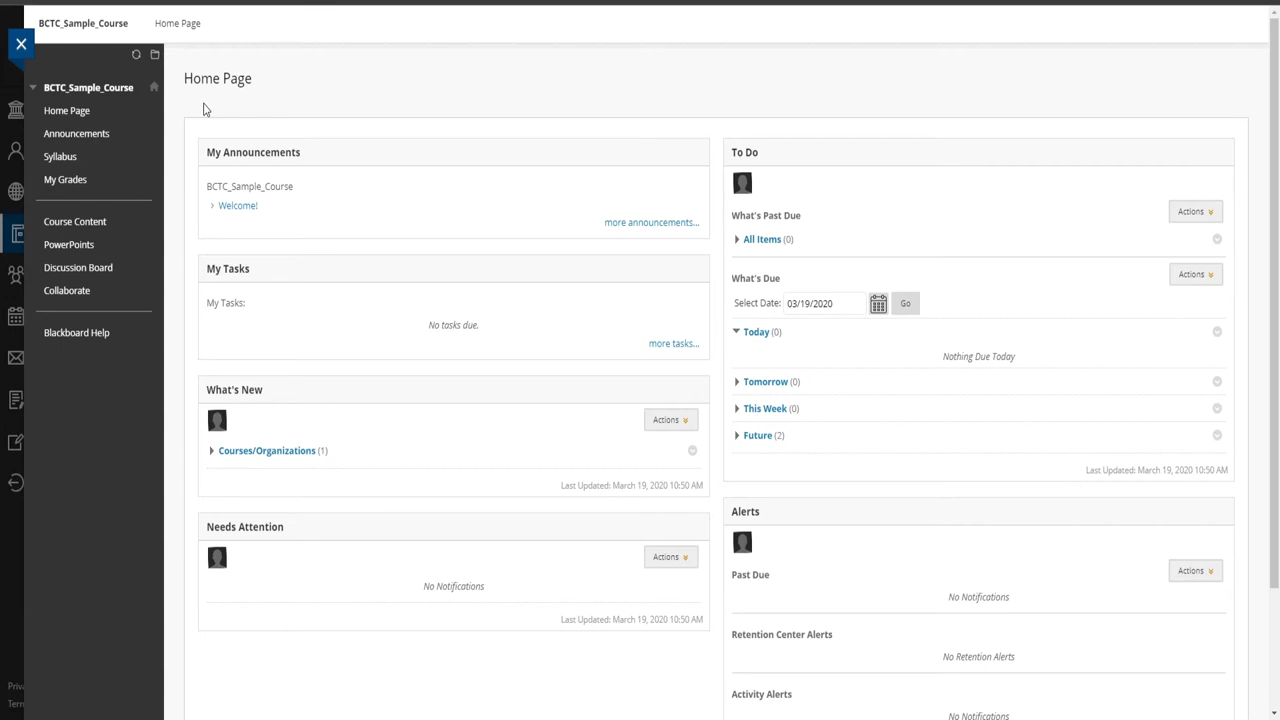 BCTC_Sample_Course Home Page
BCTC_Sample_Course
Home Page
Announcements
Syllabus
My Grades
Course Content
PowerPoints
Discussion Board
Collaborate
Blackboard Help
Home Page
My Announcements
BCTC_Sample_Course
Welcome!
more announcements...
My Tasks
My Tasks:
No tasks due.
more tasks...
What's New
Actions
Courses/Organizations (1)
Last Updated: March 19, 2020 10:50 AM
Needs Attention
Actions
No Notifications
Last Updated: March 19, 2020 10:50 AM
To Do
What's Past Due
Actions
All Items (0)
What's Due
Actions
Select Date: 03/19/2020 Go
Today (0)
Nothing Due Today
Tomorrow (0)
This Week (0)
Future (2)
Last Updated: March 19, 2020 10:50 AM
Alerts
Actions
Past Due
No Notifications
Retention Center Alerts
No Retention Alerts
Activity Alerts
No Notifications
Priv
Tern